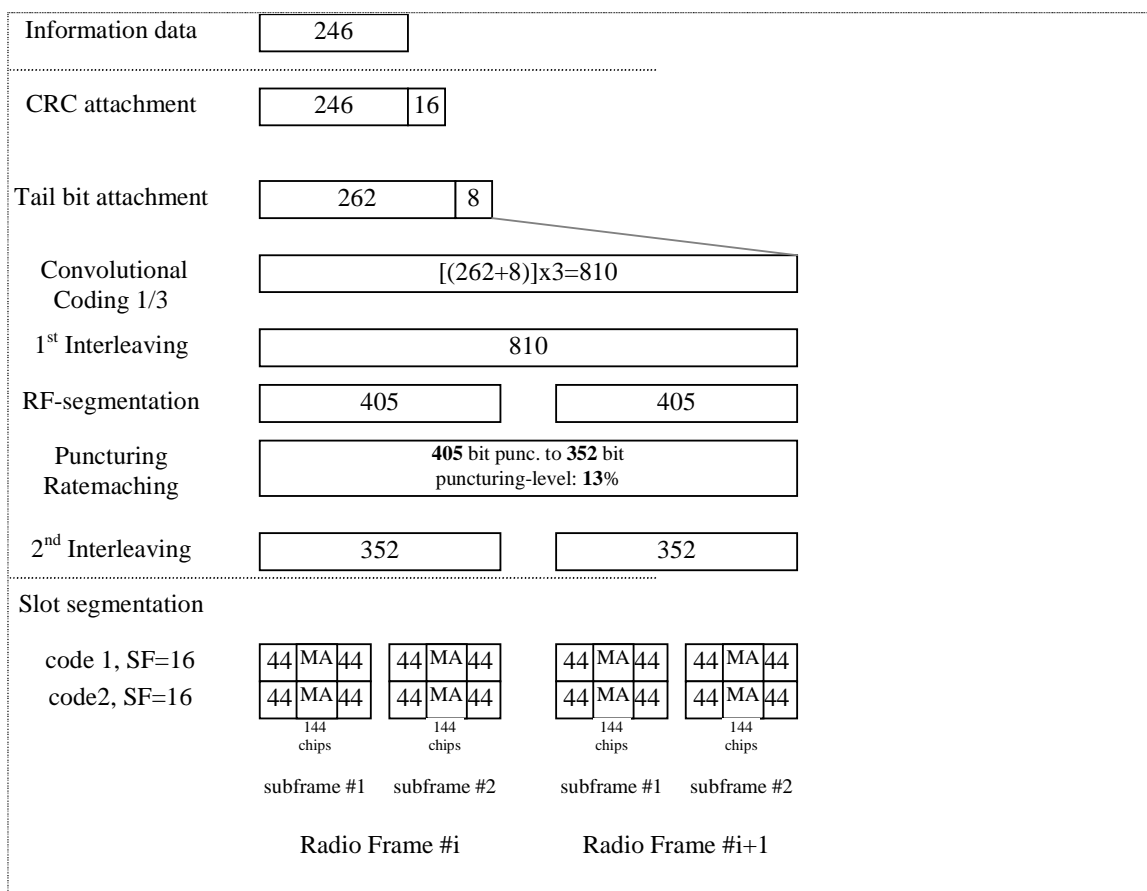 Information data 246
CRC attachment 246 16
Tail bit attachment 262 8
Convolutional
Coding 1/3
[(262+8)]x3=810
1st Interleaving 810
RF-segmentation 405 405
Puncturing
Ratemaching
405 bit punc. to 352 bit
puncturing-level: 13%
2nd Interleaving 352 352
Slot segmentation
code 1, SF=16 44 MA 44 44 MA 44 44 MA 44 44 MA 44
code2, SF=16 44 MA 44 44 MA 44 44 MA 44 44 MA 44
144 144 144 144
chips chips chips chips
subframe #1 subframe #2 subframe #1 subframe #2
Radio Frame #i Radio Frame #i+1